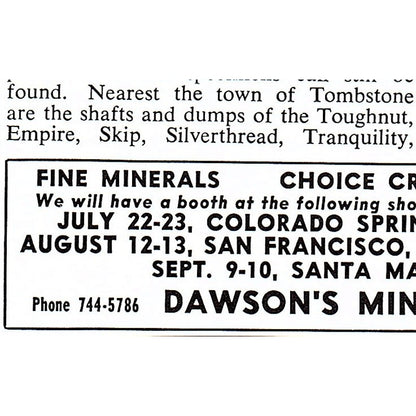 found. Nearest the town of Tombstone
are the shafts and dumps of the Toughnut,
Empire, Skip, Silverthread, Tranquility,
FINE MINERALS CHOICE CR
We will have a booth at the following sho
JULY 22-23, COLORADO SPRIN
AUGUST 12-13, SAN FRANCISCO,
SEPT. 9-10, SANTA MA
Phone 744-5786 DAWSON'S MIN